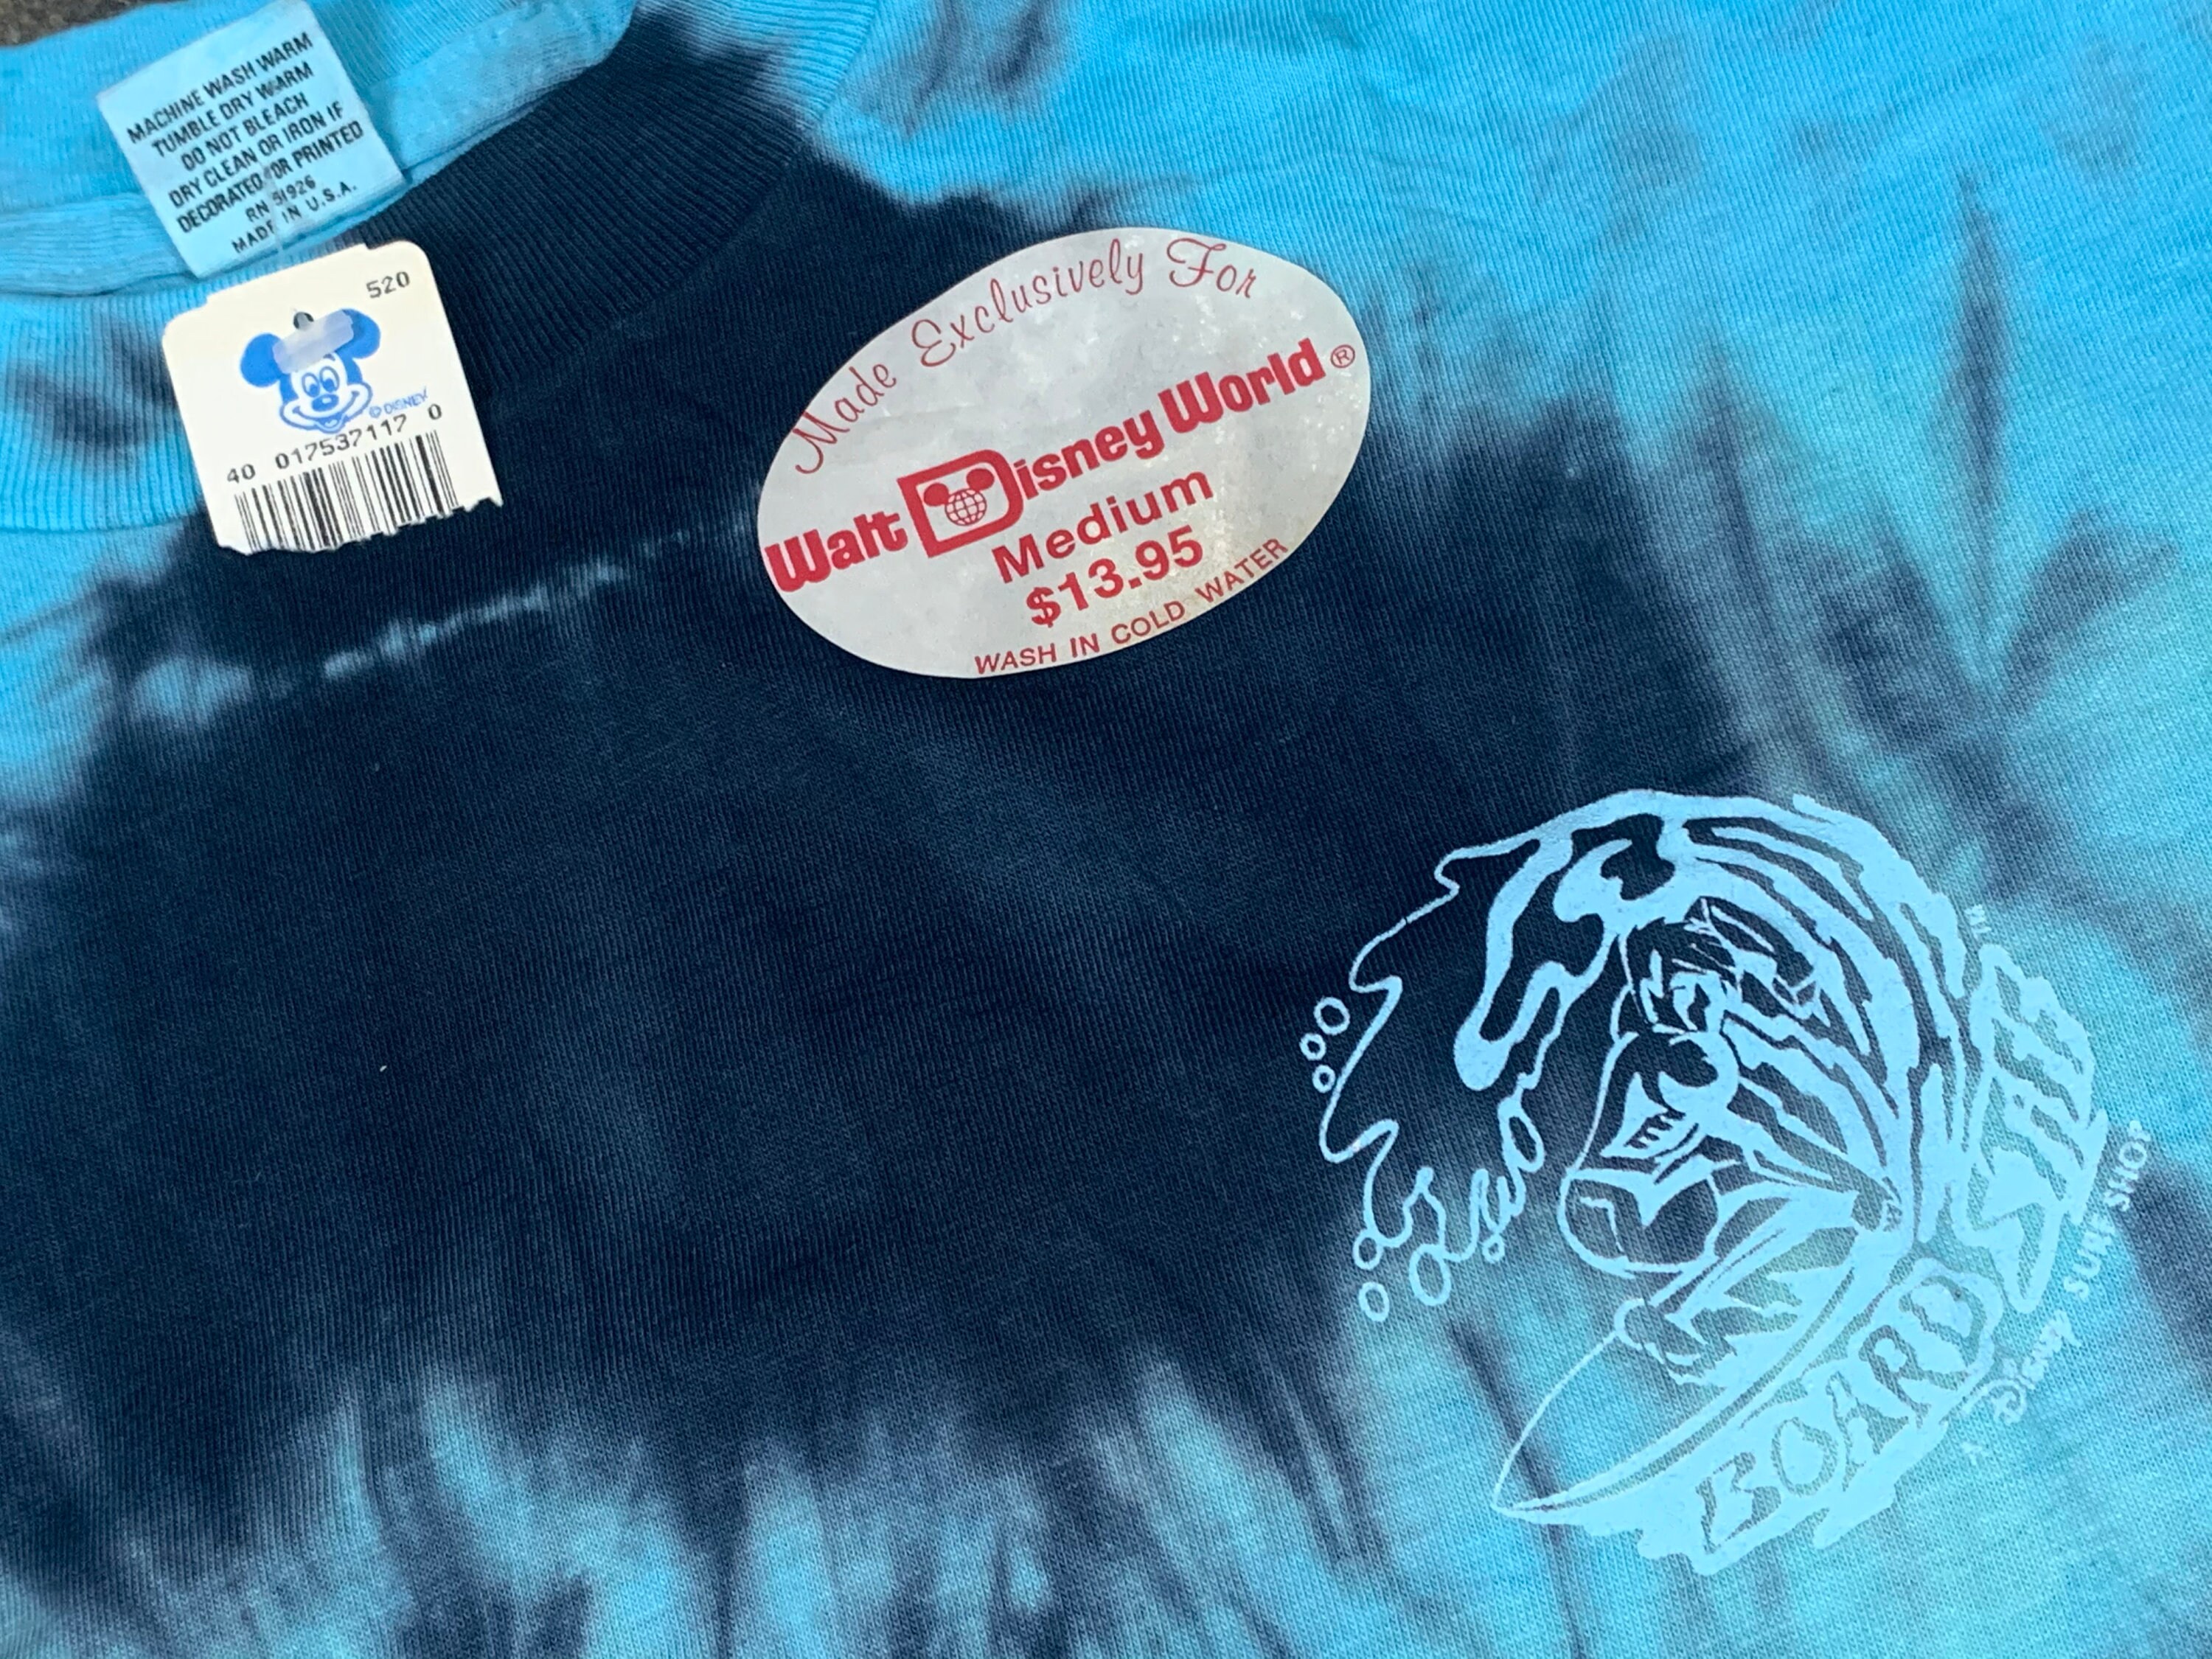 MACHINE WASH WARM
TUMBLE DRY WARM
DO NOT BLEACH
DRY CLEAN OR IRON IF
DECORATED OR PRINTED
RN 51926
MADE IN U.S.A.
520
© DISNEY
40 017537117 0
Made Exclusively For
Walt Disney World ®
Medium
$13.95
WASH IN COLD WATER
BOARD
™
A Disney SURF SHOP